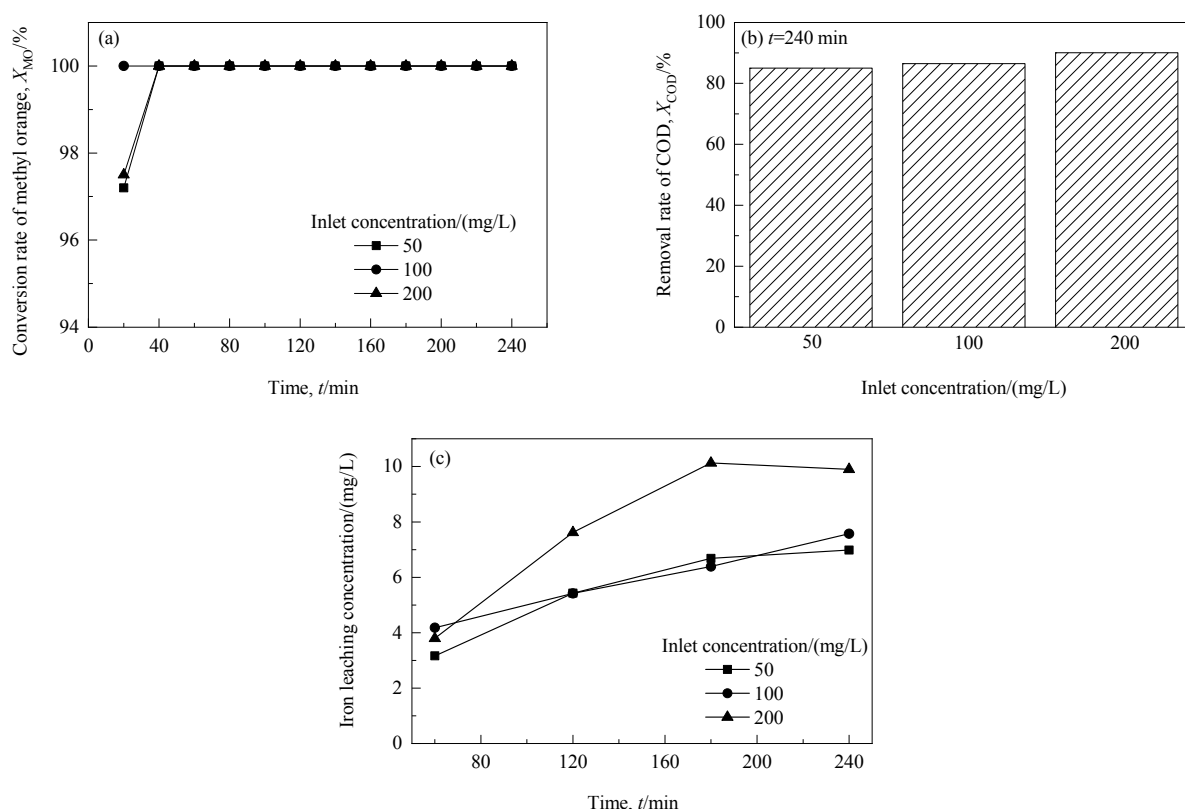 (a)
Conversion rate of methyl orange, X_MO/%
100
98
96
94
Inlet concentration/(mg/L)
50
100
200
0 40 80 120 160 200 240
Time, t/min
(b) t=240 min
Removal rate of COD, X_COD/%
100
80
60
40
20
0
50 100 200
Inlet concentration/(mg/L)
(c)
Iron leaching concentration/(mg/L)
10
8
6
4
2
0
Inlet concentration/(mg/L)
50
100
200
80 120 160 200 240
Time, t/min